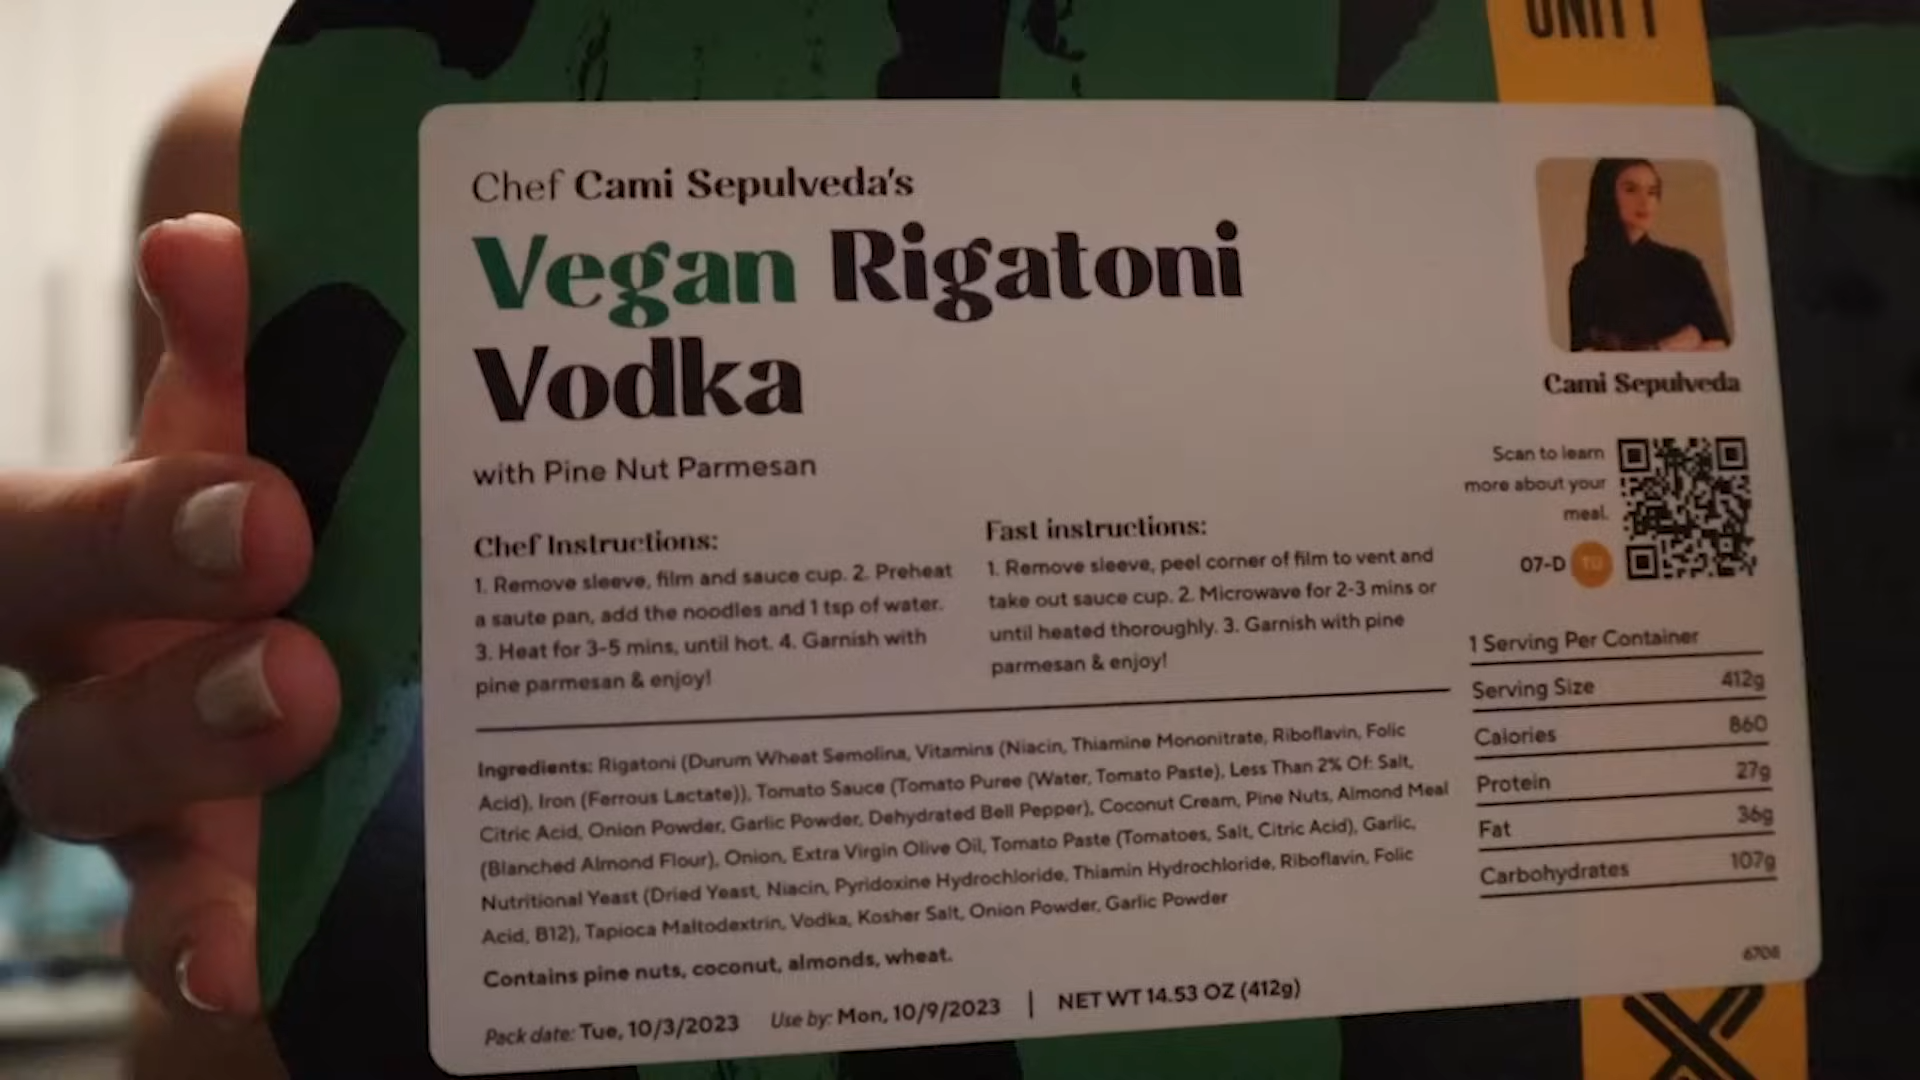 UNITY
Chef Cami Sepulveda's
Vegan Rigatoni
Vodka
with Pine Nut Parmesan
Cami Sepulveda
Scan to learn
more about your
meal.
07-D TU
Chef Instructions:
1. Remove sleeve, film and sauce cup. 2. Preheat
a saute pan, add the noodles and 1 tsp of water.
3. Heat for 3-5 mins, until hot. 4. Garnish with
pine parmesan & enjoy!
Fast instructions:
1. Remove sleeve, peel corner of film to vent and
take out sauce cup. 2. Microwave for 2-3 mins or
until heated thoroughly. 3. Garnish with pine
parmesan & enjoy!
1 Serving Per Container
Serving Size 412g
Calories 860
Protein 27g
Fat 36g
Carbohydrates 107g
Ingredients: Rigatoni (Durum Wheat Semolina, Vitamins (Niacin, Thiamine Mononitrate, Riboflavin, Folic
Acid), Iron (Ferrous Lactate)), Tomato Sauce (Tomato Puree (Water, Tomato Paste), Less Than 2% Of: Salt,
Citric Acid, Onion Powder, Garlic Powder, Dehydrated Bell Pepper), Coconut Cream, Pine Nuts, Almond Meal
(Blanched Almond Flour), Onion, Extra Virgin Olive Oil, Tomato Paste (Tomatoes, Salt, Citric Acid), Garlic,
Nutritional Yeast (Dried Yeast, Niacin, Pyridoxine Hydrochloride, Thiamin Hydrochloride, Riboflavin, Folic
Acid, B12), Tapioca Maltodextrin, Vodka, Kosher Salt, Onion Powder, Garlic Powder
Contains pine nuts, coconut, almonds, wheat.
6708
Pack date: Tue, 10/3/2023 Use by: Mon, 10/9/2023 | NET WT 14.53 OZ (412g)